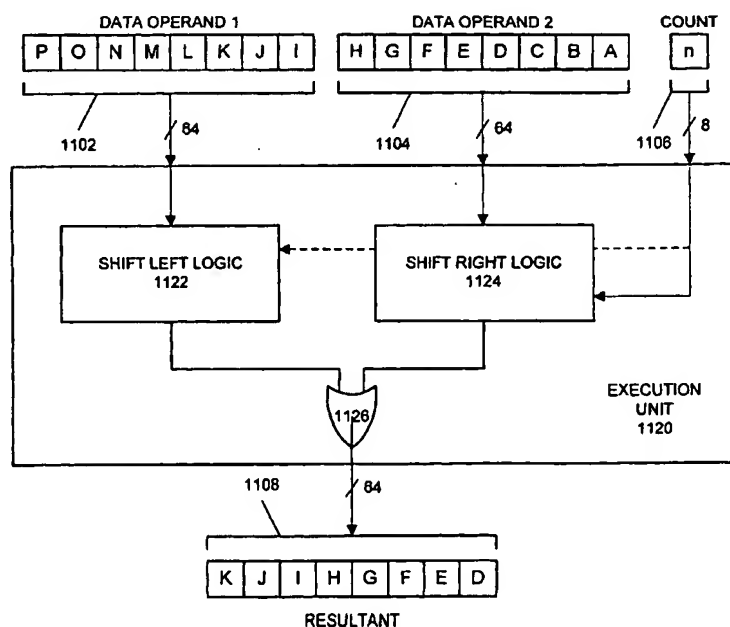 DATA OPERAND 1 DATA OPERAND 2 COUNT
P O N M L K J I H G F E D C B A n
1102 64 1104 64 1106 8
SHIFT LEFT LOGIC
1122
SHIFT RIGHT LOGIC
1124
1126
EXECUTION
UNIT
1120
1108 64
K J I H G F E D
RESULTANT